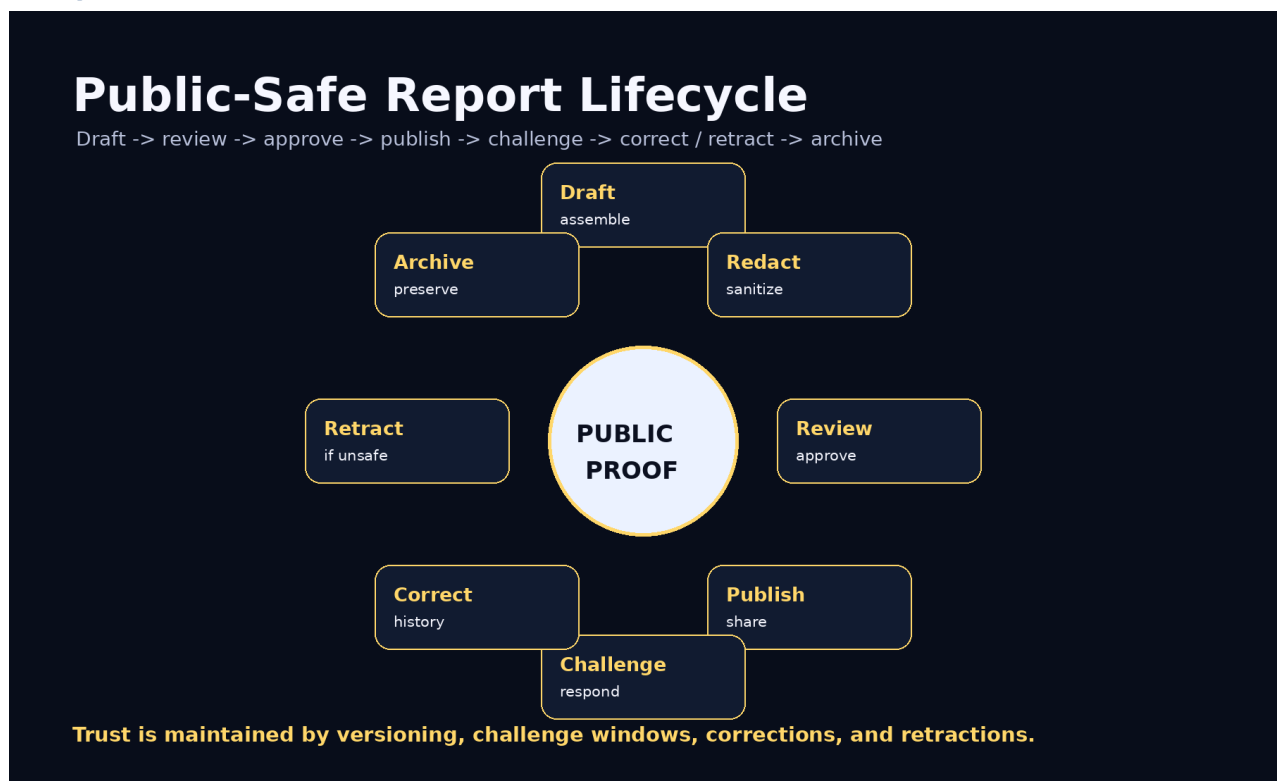 Public-Safe Report Lifecycle
Draft -> review -> approve -> publish -> challenge -> correct / retract -> archive
Draft
assemble
Archive
preserve
Redact
sanitize
Retract
if unsafe
PUBLIC
PROOF
Review
approve
Correct
history
Publish
share
Challenge
respond
Trust is maintained by versioning, challenge windows, corrections, and retractions.